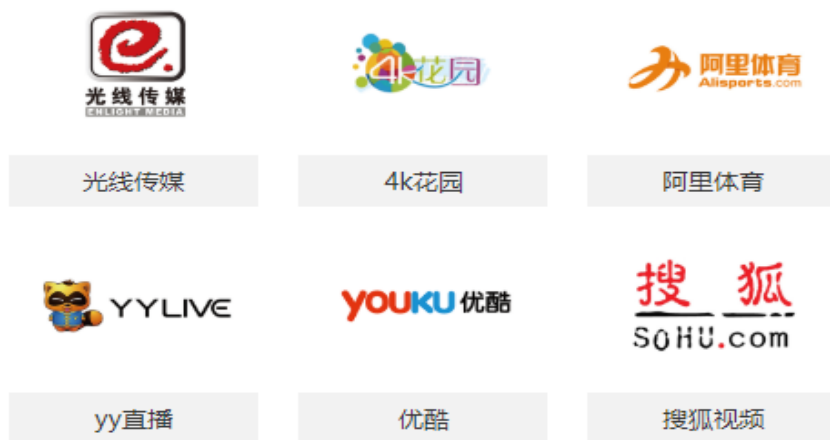 光线传媒
ENLIGHT MEDIA
4k花园
阿里体育
Alisports.com
光线传媒
4k花园
阿里体育
YYLIVE
YOUKU 优酷
搜狐
SOHU.com
yy直播
优酷
搜狐视频